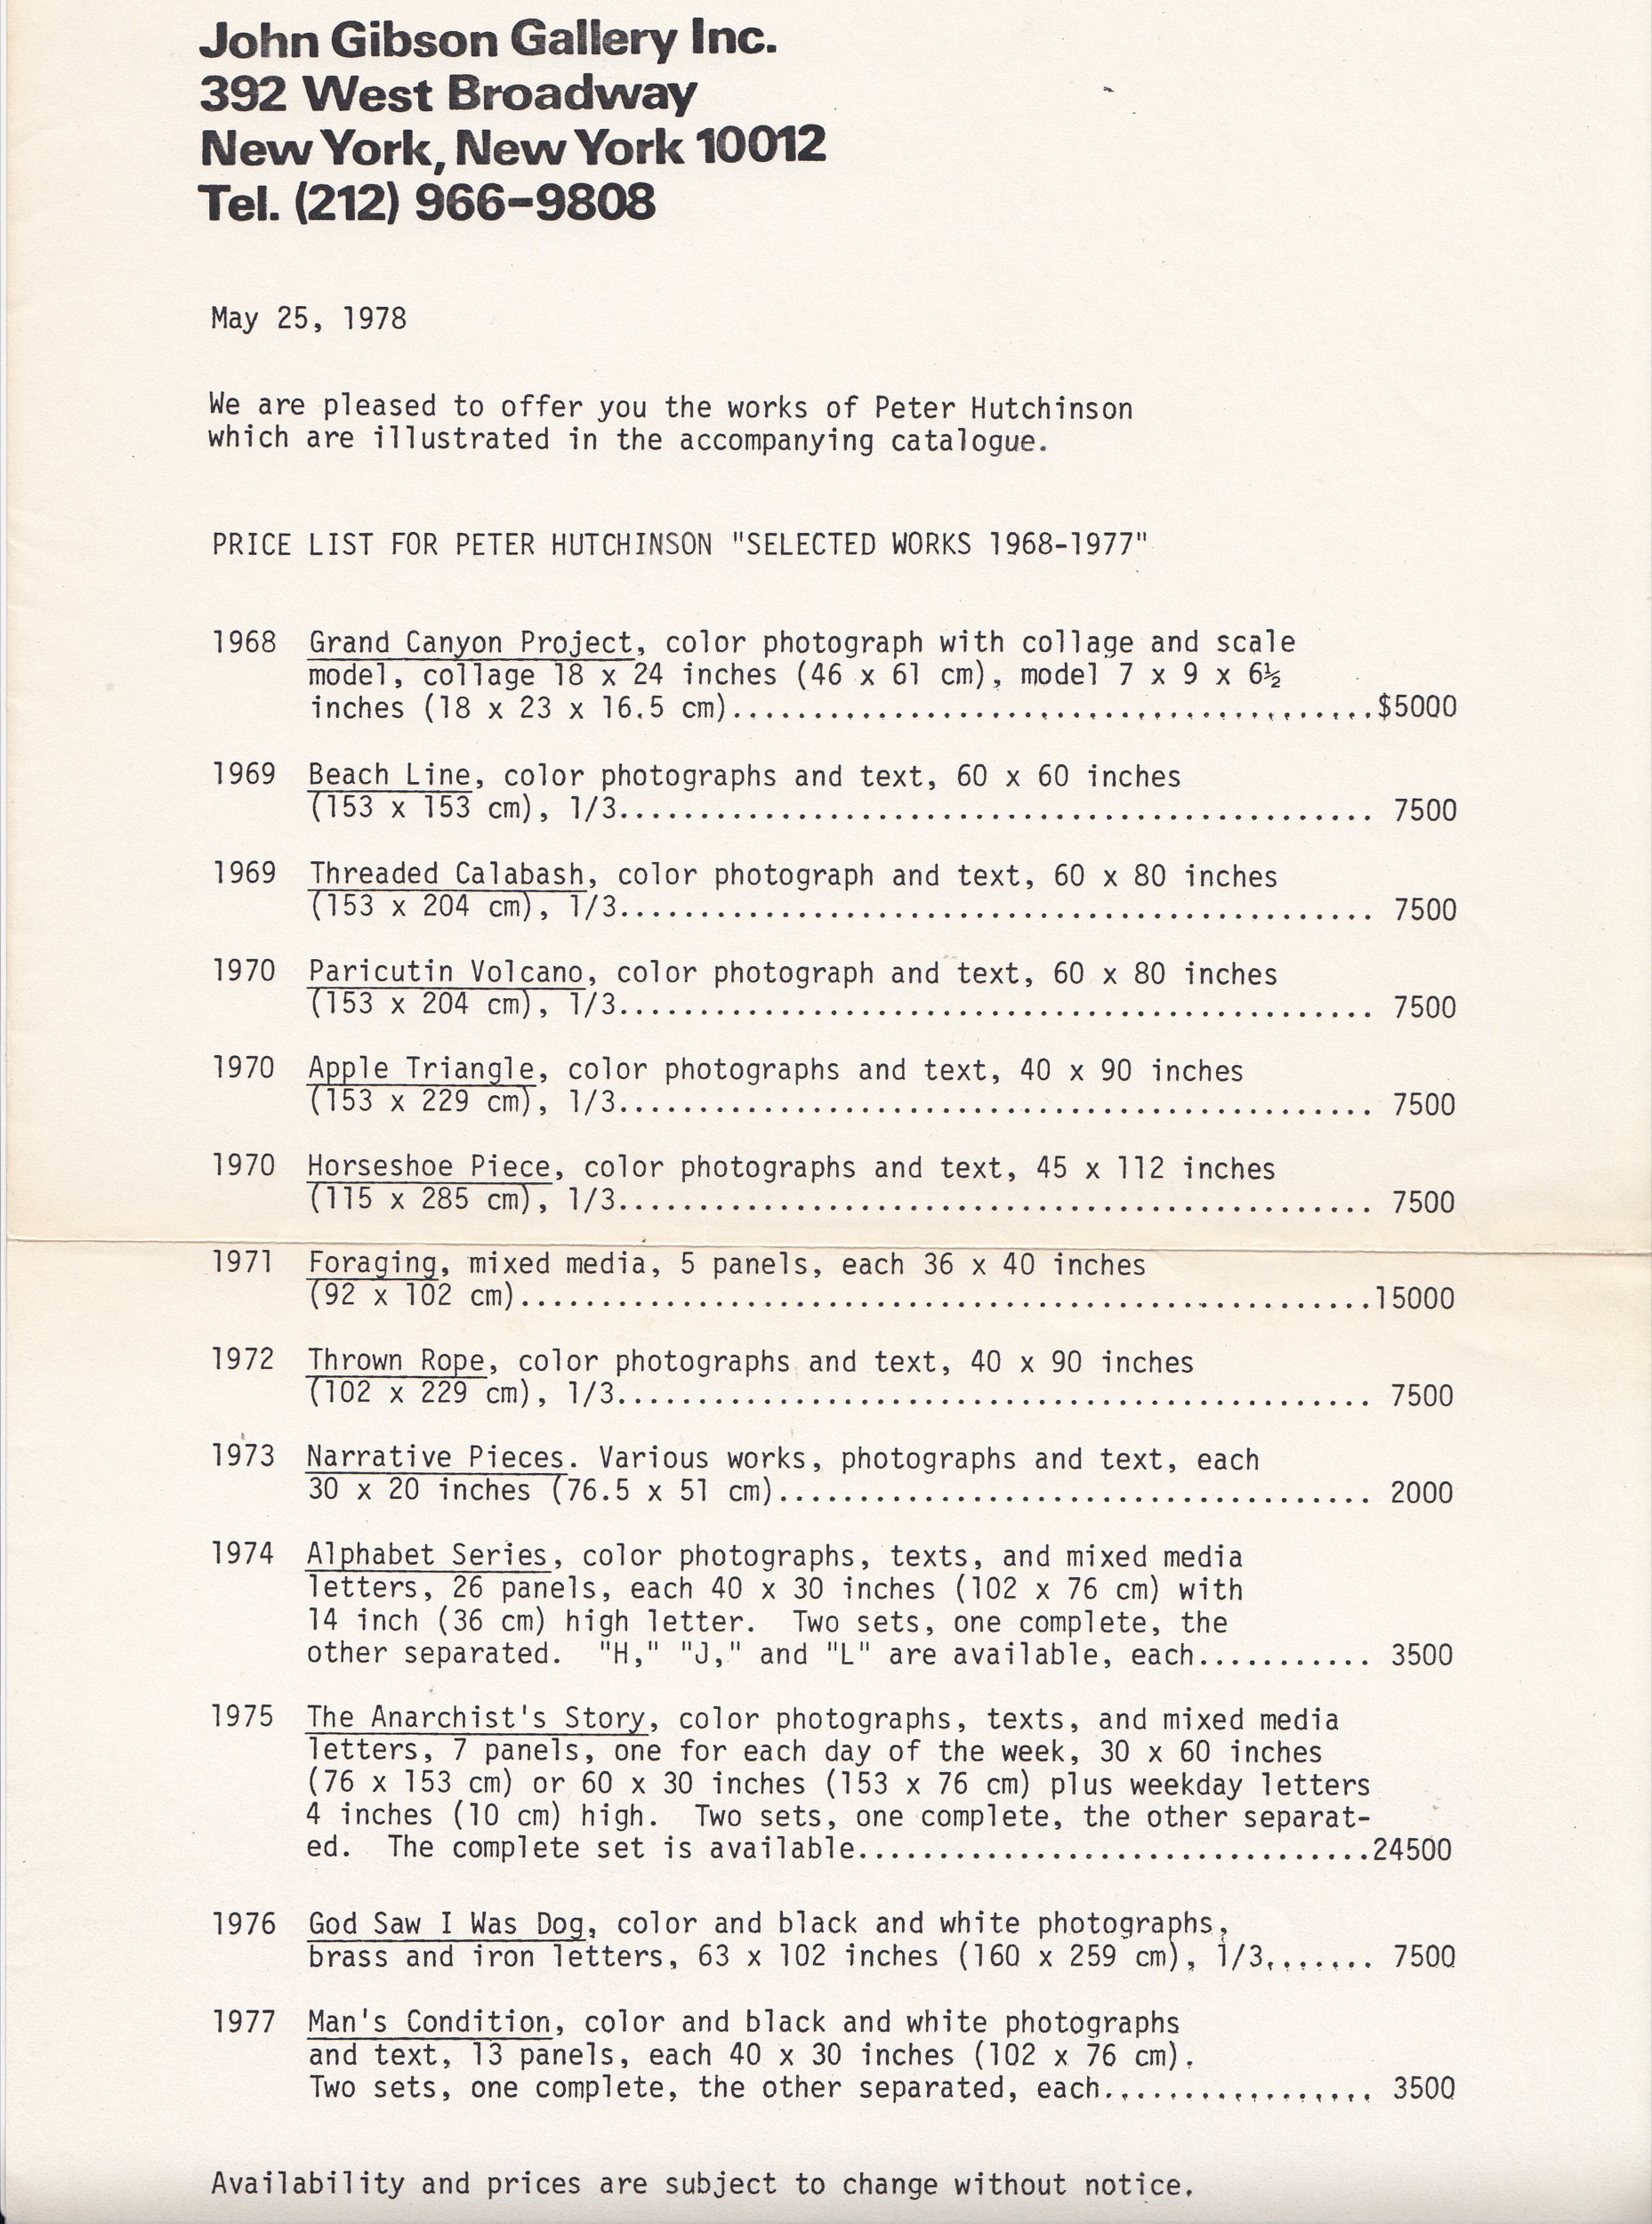 John Gibson Gallery Inc.
392 West Broadway
New York, New York 10012
Tel. (212) 966-9808
May 25, 1978
We are pleased to offer you the works of Peter Hutchinson
which are illustrated in the accompanying catalogue.
PRICE LIST FOR PETER HUTCHINSON "SELECTED WORKS 1968-1977"
1968 Grand Canyon Project, color photograph with collage and scale
model, collage 18 x 24 inches (46 x 61 cm), model 7 x 9 x 6½
inches (18 x 23 x 16.5 cm)........................................$5000
1969 Beach Line, color photographs and text, 60 x 60 inches
(153 x 153 cm), 1/3............................................... 7500
1969 Threaded Calabash, color photograph and text, 60 x 80 inches
(153 x 204 cm), 1/3............................................... 7500
1970 Paricutin Volcano, color photograph and text, 60 x 80 inches
(153 x 204 cm), 1/3............................................... 7500
1970 Apple Triangle, color photographs and text, 40 x 90 inches
(153 x 229 cm), 1/3............................................... 7500
1970 Horseshoe Piece, color photographs and text, 45 x 112 inches
(115 x 285 cm), 1/3............................................... 7500
1971 Foraging, mixed media, 5 panels, each 36 x 40 inches
(92 x 102 cm).....................................................15000
1972 Thrown Rope, color photographs and text, 40 x 90 inches
(102 x 229 cm), 1/3............................................... 7500
1973 Narrative Pieces. Various works, photographs and text, each
30 x 20 inches (76.5 x 51 cm)..................................... 2000
1974 Alphabet Series, color photographs, texts, and mixed media
letters, 26 panels, each 40 x 30 inches (102 x 76 cm) with
14 inch (36 cm) high letter. Two sets, one complete, the
other separated. "H," "J," and "L" are available, each........... 3500
1975 The Anarchist's Story, color photographs, texts, and mixed media
letters, 7 panels, one for each day of the week, 30 x 60 inches
(76 x 153 cm) or 60 x 30 inches (153 x 76 cm) plus weekday letters
4 inches (10 cm) high. Two sets, one complete, the other separat-
ed. The complete set is available................................24500
1976 God Saw I Was Dog, color and black and white photographs,
brass and iron letters, 63 x 102 inches (160 x 259 cm), 1/3....... 7500
1977 Man's Condition, color and black and white photographs
and text, 13 panels, each 40 x 30 inches (102 x 76 cm).
Two sets, one complete, the other separated, each................. 3500
Availability and prices are subject to change without notice.